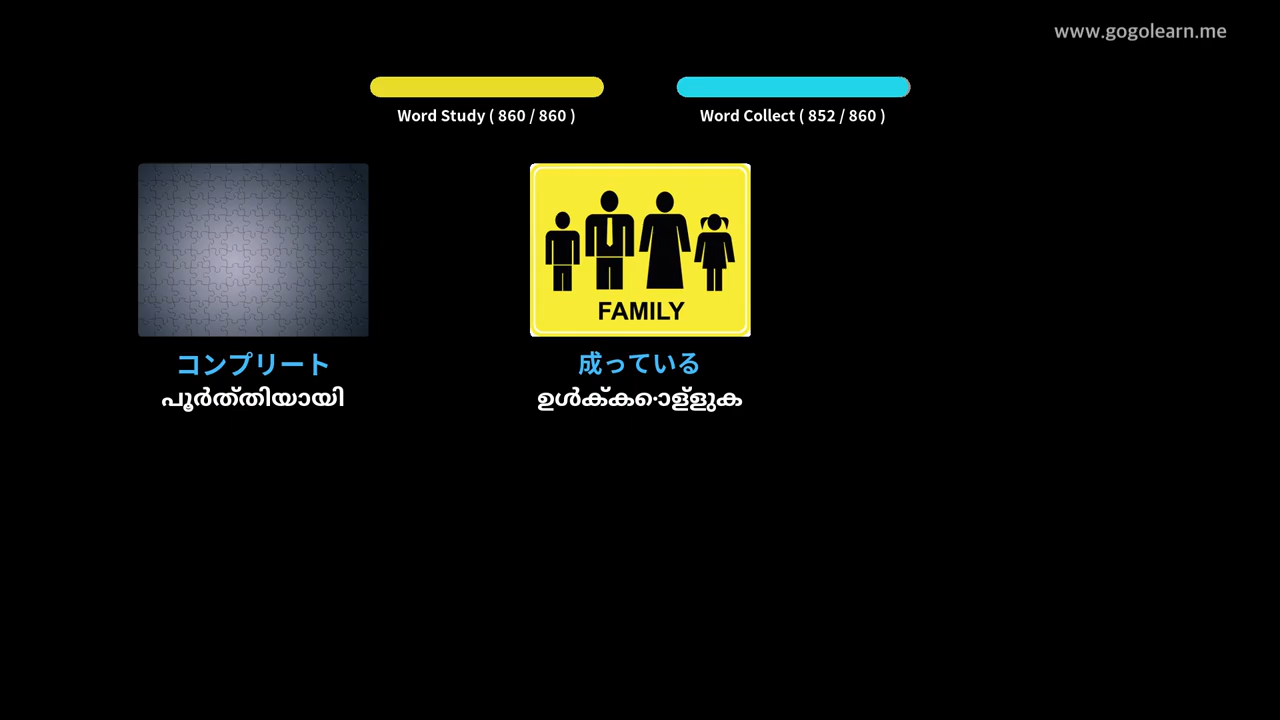 www.gogolearn.me
Word Study ( 860 / 860 )
Word Collect ( 852 / 860 )
FAMILY
コンプリート
പൂർത്തിയായി
成っている
ഉൾക്കൊള്ളുക